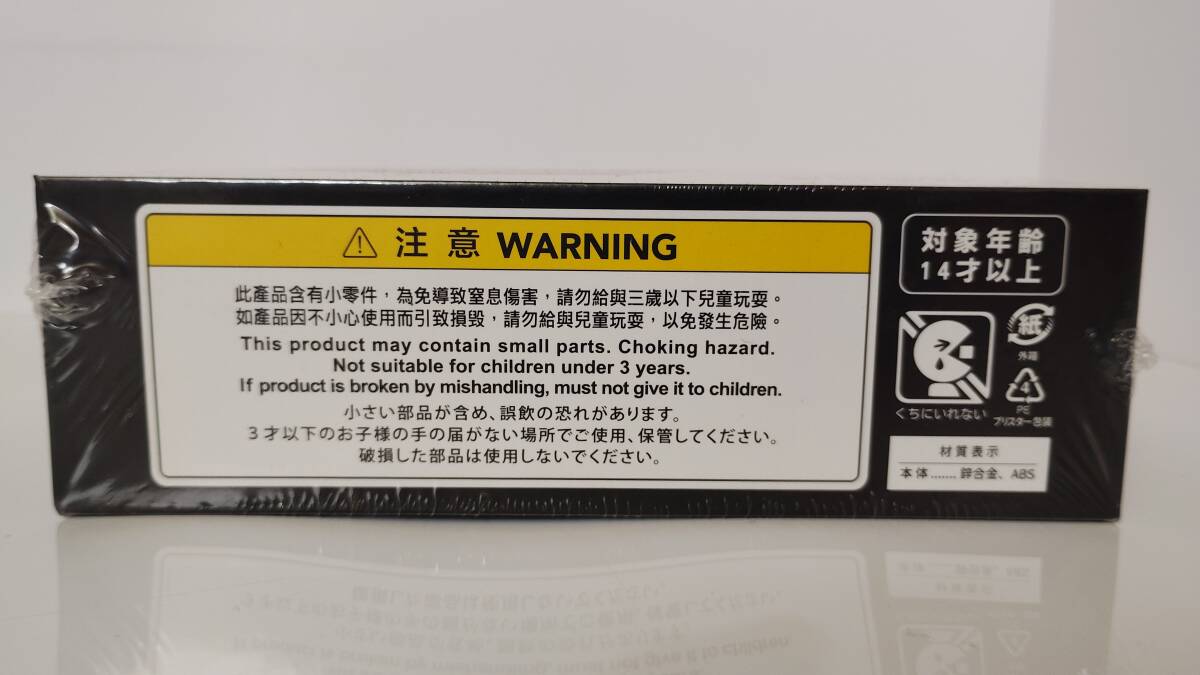 注意 WARNING
此產品含有小零件，為免導致窒息傷害，請勿給與三歲以下兒童玩耍。
如產品因不小心使用而引致損毀，請勿給與兒童玩耍，以免發生危險。
This product may contain small parts. Choking hazard.
Not suitable for children under 3 years.
If product is broken by mishandling, must not give it to children.
小さい部品が含め、誤飲の恐れがあります。
3才以下のお子様の手の届がない場所でご使用、保管してください。
破損した部品は使用しないでください。
対象年齢
14才以上
くちにいれない
紙
外箱
4
PE
ブリスター包装
材質表示
本体.......鋅合金、ABS